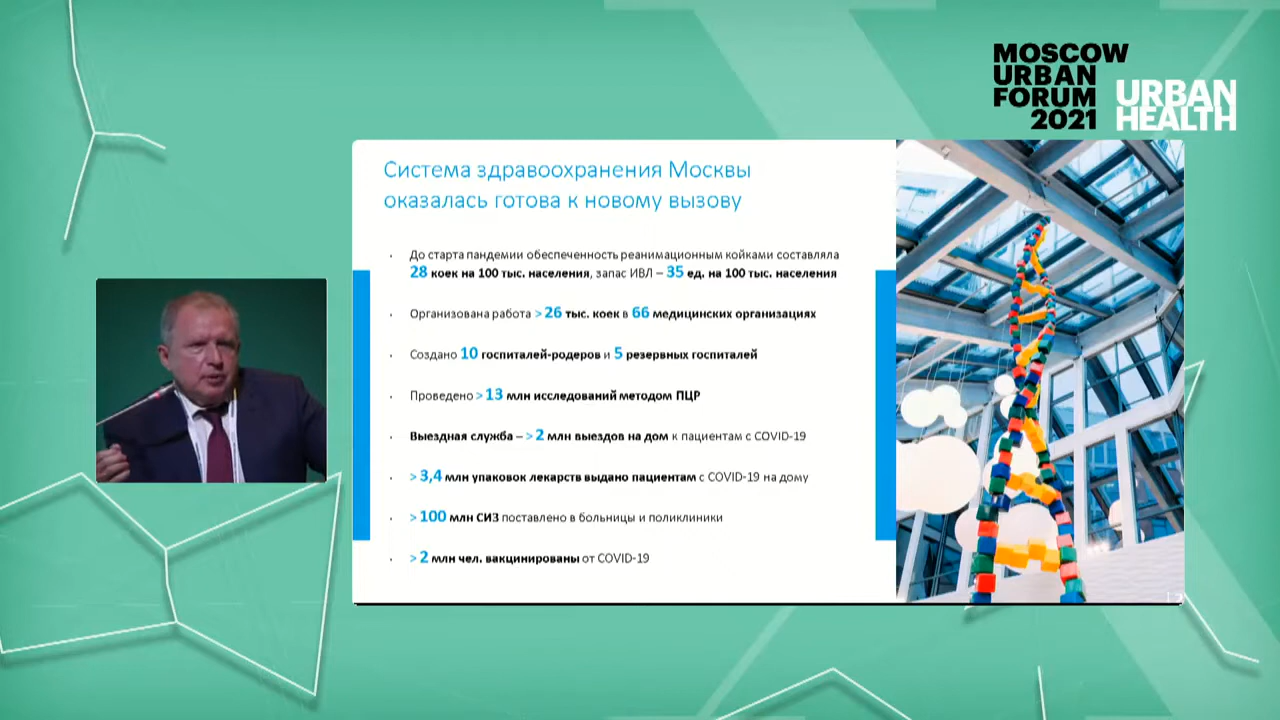 MOSCOW
URBAN
FORUM
2021
URBAN
HEALTH
Система здравоохранения Москвы
оказалась готова к новому вызову
До старта пандемии обеспеченность реанимационным койками составляла
28 коек на 100 тыс. населения, запас ИВЛ – 35 ед. на 100 тыс. населения
Организована работа > 26 тыс. коек в 66 медицинских организациях
Создано 10 госпиталей-родеров и 5 резервных госпиталей
Проведено > 13 млн исследований методом ПЦР
Выездная служба – > 2 млн выездов на дом к пациентам с COVID-19
> 3,4 млн упаковок лекарств выдано пациентам с COVID-19 на дому
> 100 млн СИЗ поставлено в больницы и поликлиники
> 2 млн чел. вакцинированы от COVID-19